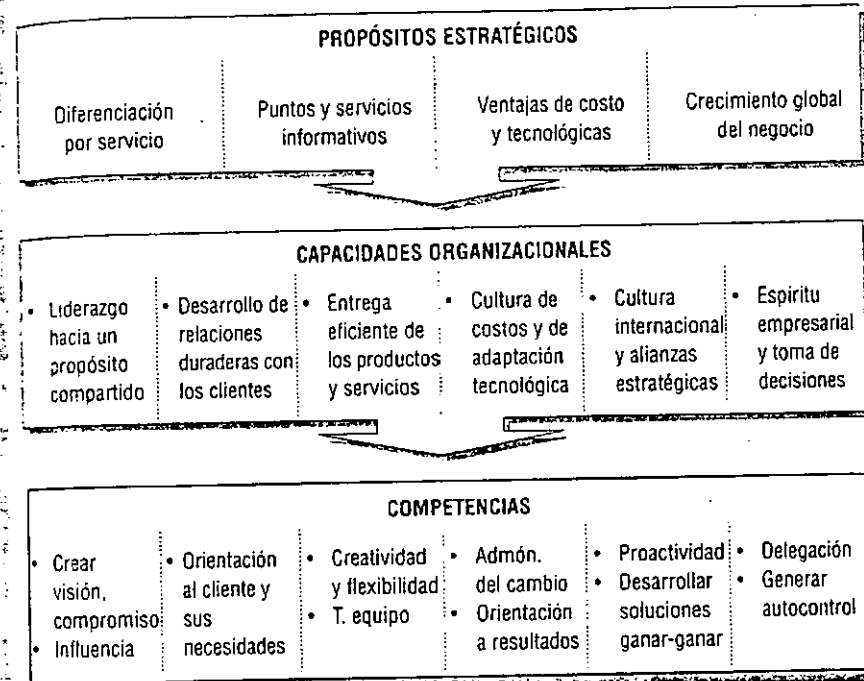 PROPÓSITOS ESTRATÉGICOS
Diferenciación
por servicio
Puntos y servicios
informativos
Ventajas de costo
y tecnológicas
Crecimiento global
del negocio
CAPACIDADES ORGANIZACIONALES
• Liderazgo
hacia un
propósito
compartido
• Desarrollo de
relaciones
duraderas con
los clientes
• Entrega
eficiente de
los productos
y servicios
• Cultura de
costos y de
adaptación
tecnológica
• Cultura
internacional
y alianzas
estratégicas
• Espiritu
empresarial
y toma de
decisiones
COMPETENCIAS
• Crear
visión,
compromiso
• Influencia
• Orientación
al cliente y
sus
necesidades
• Creatividad
y flexibilidad
• T. equipo
• Admón.
del cambio
• Orientación
a resultados
• Proactividad
• Desarrollar
soluciones
ganar-ganar
• Delegación
• Generar
autocontrol